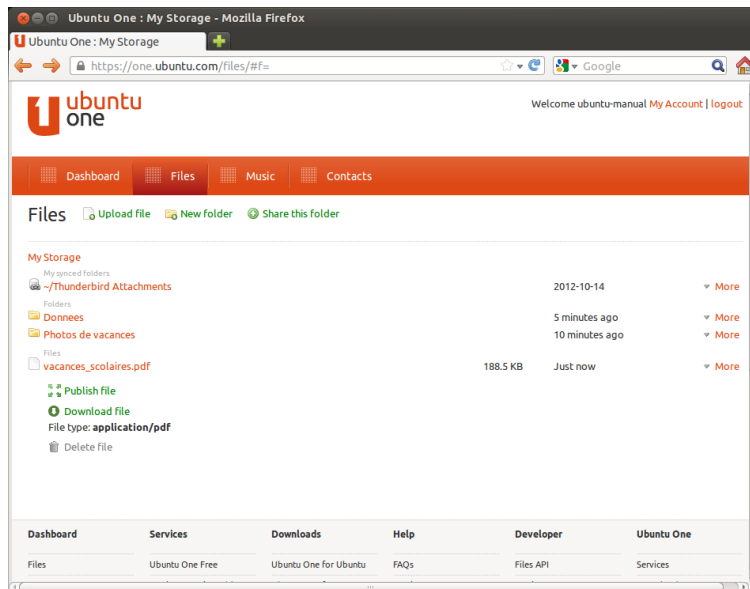 Ubuntu One : My Storage - Mozilla Firefox
Ubuntu One : My Storage
https://one.ubuntu.com/files/#f=
Google
ubuntu
one
Welcome ubuntu-manual My Account | logout
Dashboard Files Music Contacts
Files Upload file New folder Share this folder
My Storage
My synced folders
~/Thunderbird Attachments 2012-10-14 More
Folders
Donnees 5 minutes ago More
Photos de vacances 10 minutes ago More
Files
vacances_scolaires.pdf 188.5 KB Just now More
Publish file
Download file
File type: application/pdf
Delete file
Dashboard Services Downloads Help Developer Ubuntu One
Files Ubuntu One Free Ubuntu One for Ubuntu FAQs Files API Services